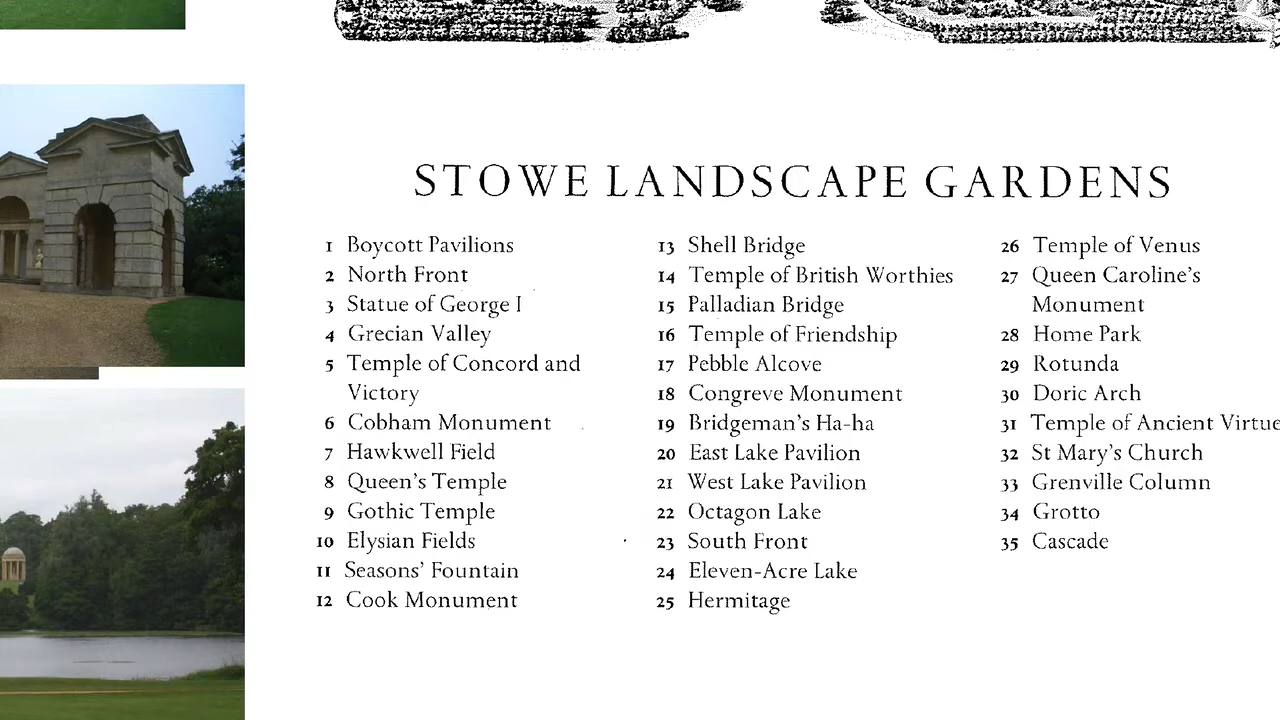 STOWE LANDSCAPE GARDENS
1 Boycott Pavilions
2 North Front
3 Statue of George I
4 Grecian Valley
5 Temple of Concord and
Victory
6 Cobham Monument
7 Hawkwell Field
8 Queen's Temple
9 Gothic Temple
10 Elysian Fields
11 Seasons' Fountain
12 Cook Monument
13 Shell Bridge
14 Temple of British Worthies
15 Palladian Bridge
16 Temple of Friendship
17 Pebble Alcove
18 Congreve Monument
19 Bridgeman's Ha-ha
20 East Lake Pavilion
21 West Lake Pavilion
22 Octagon Lake
23 South Front
24 Eleven-Acre Lake
25 Hermitage
26 Temple of Venus
27 Queen Caroline's
Monument
28 Home Park
29 Rotunda
30 Doric Arch
31 Temple of Ancient Virtue
32 St Mary's Church
33 Grenville Column
34 Grotto
35 Cascade